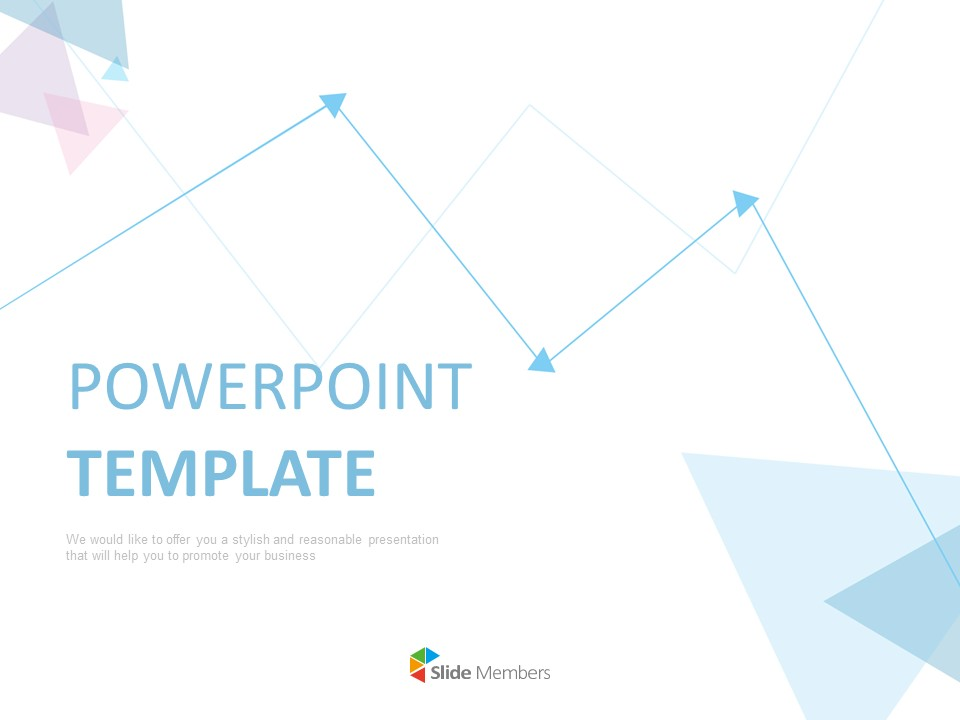 POWERPOINT
TEMPLATE
We would like to offer you a stylish and reasonable presentation
that will help you to promote your business
Slide Members